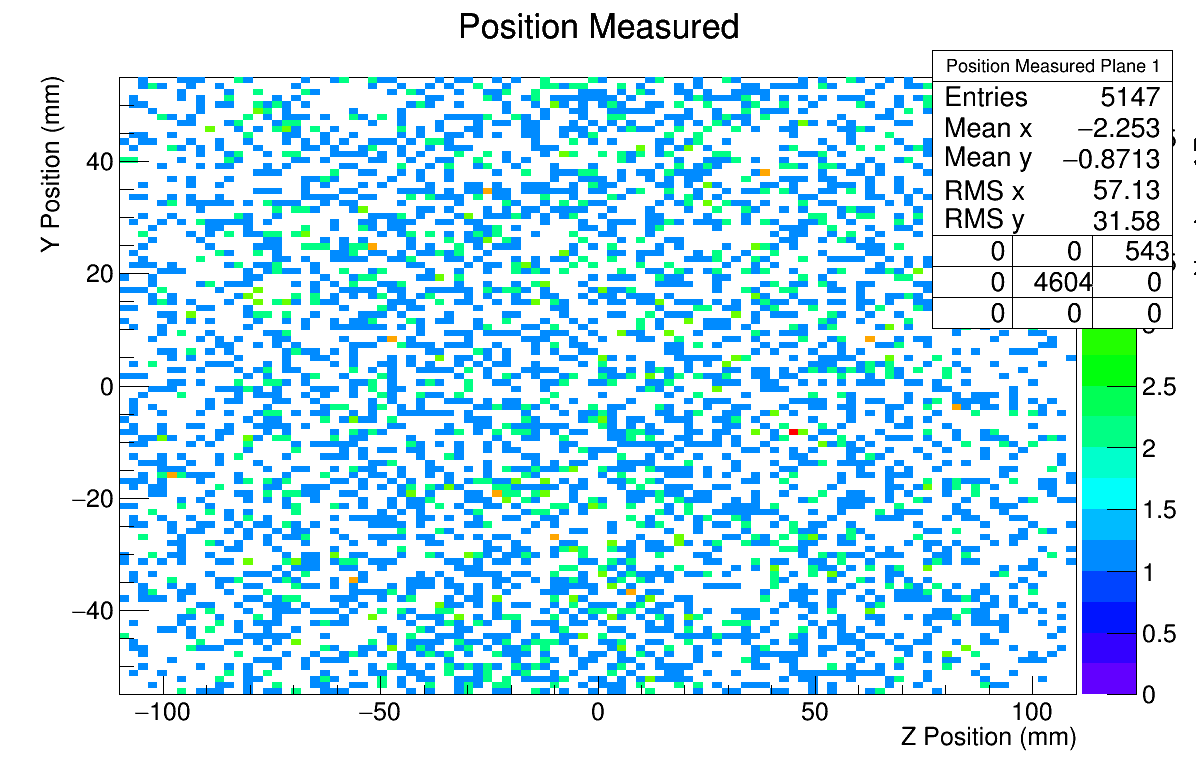 Position Measured
Position Measured Plane 1
Entries 5147
Mean x −2.253
Mean y −0.8713
RMS x 57.13
RMS y 31.58
0 0 543
0 4604 0
0 0 0
Y Position (mm)
40
20
0
−20
−40
−100 −50 0 50 100
Z Position (mm)
2.5
2
1.5
1
0.5
0